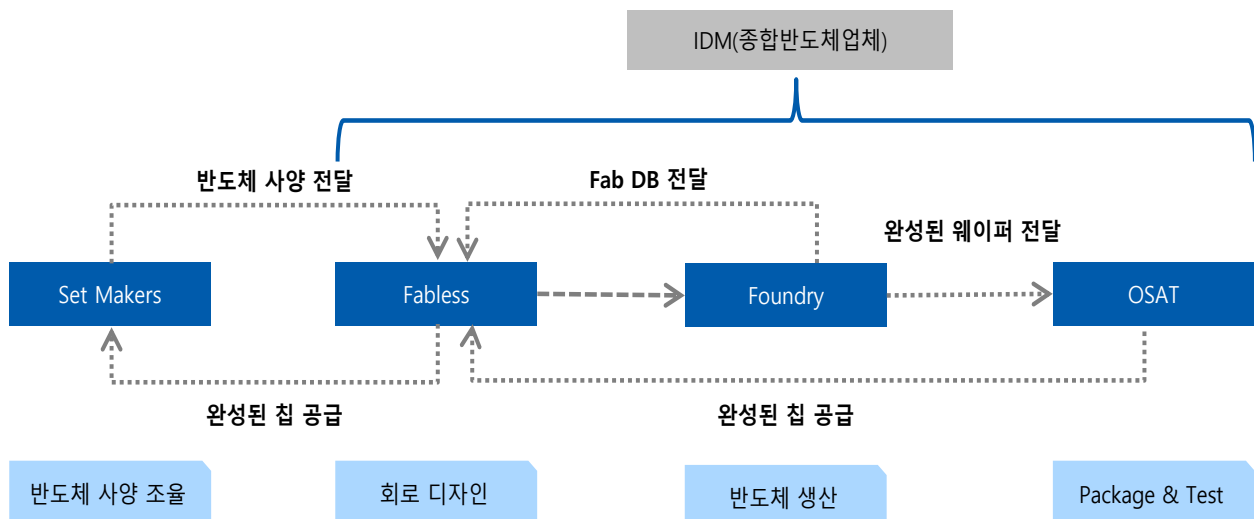 IDM(종합반도체업체)
반도체 사양 전달
Fab DB 전달
완성된 웨이퍼 전달
Set Makers
Fabless
Foundry
OSAT
완성된 칩 공급
완성된 칩 공급
반도체 사양 조율
회로 디자인
반도체 생산
Package & Test